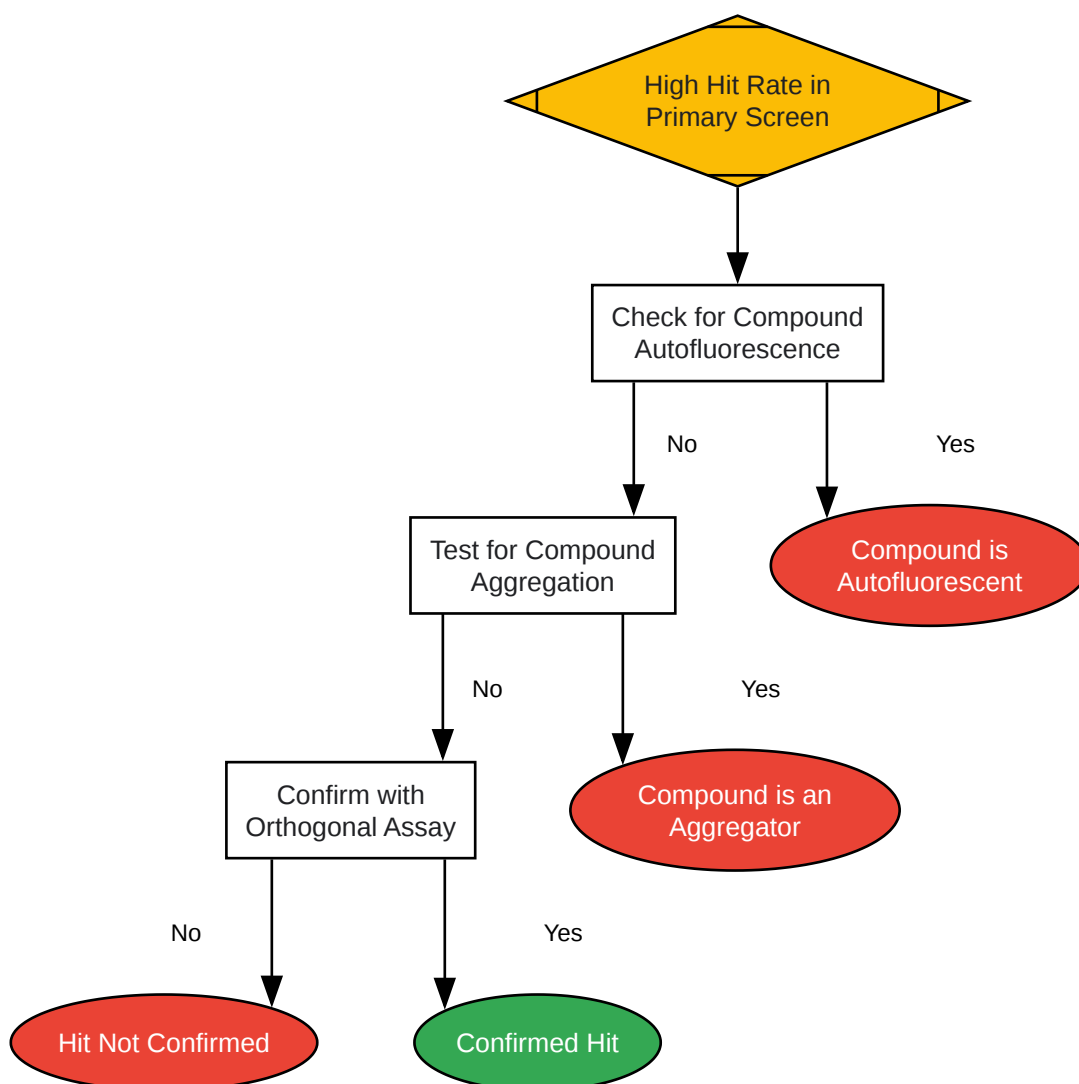 High Hit Rate in
Primary Screen
Check for Compound
Autofluorescence
No
Yes
Test for Compound
Aggregation
Compound is
Autofluorescent
No
Yes
Confirm with
Orthogonal Assay
Compound is an
Aggregator
No
Yes
Hit Not Confirmed
Confirmed Hit